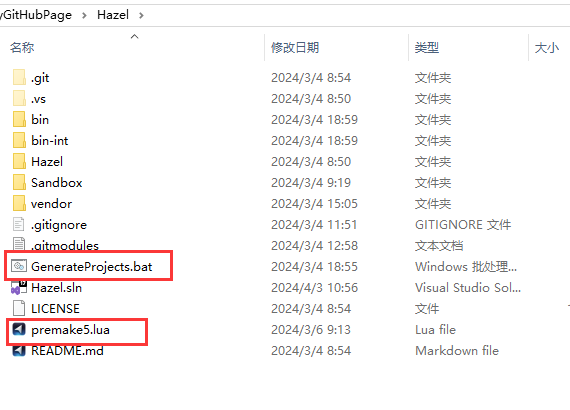 yGitHubPage > Hazel >
名称 修改日期 类型 大小
.git 2024/3/4 8:54 文件夹
.vs 2024/3/4 8:50 文件夹
bin 2024/3/4 18:59 文件夹
bin-int 2024/3/4 18:59 文件夹
Hazel 2024/3/4 8:50 文件夹
Sandbox 2024/3/4 9:19 文件夹
vendor 2024/3/4 15:05 文件夹
.gitignore 2024/3/4 11:51 GITIGNORE 文件
.gitmodules 2024/3/4 12:58 文本文档
GenerateProjects.bat 2024/3/4 18:55 Windows 批处理...
Hazel.sln 2024/4/3 10:56 Visual Studio Sol...
LICENSE 2024/3/4 8:54 文件
premake5.lua 2024/3/6 9:13 Lua file
README.md 2024/3/4 8:54 Markdown file